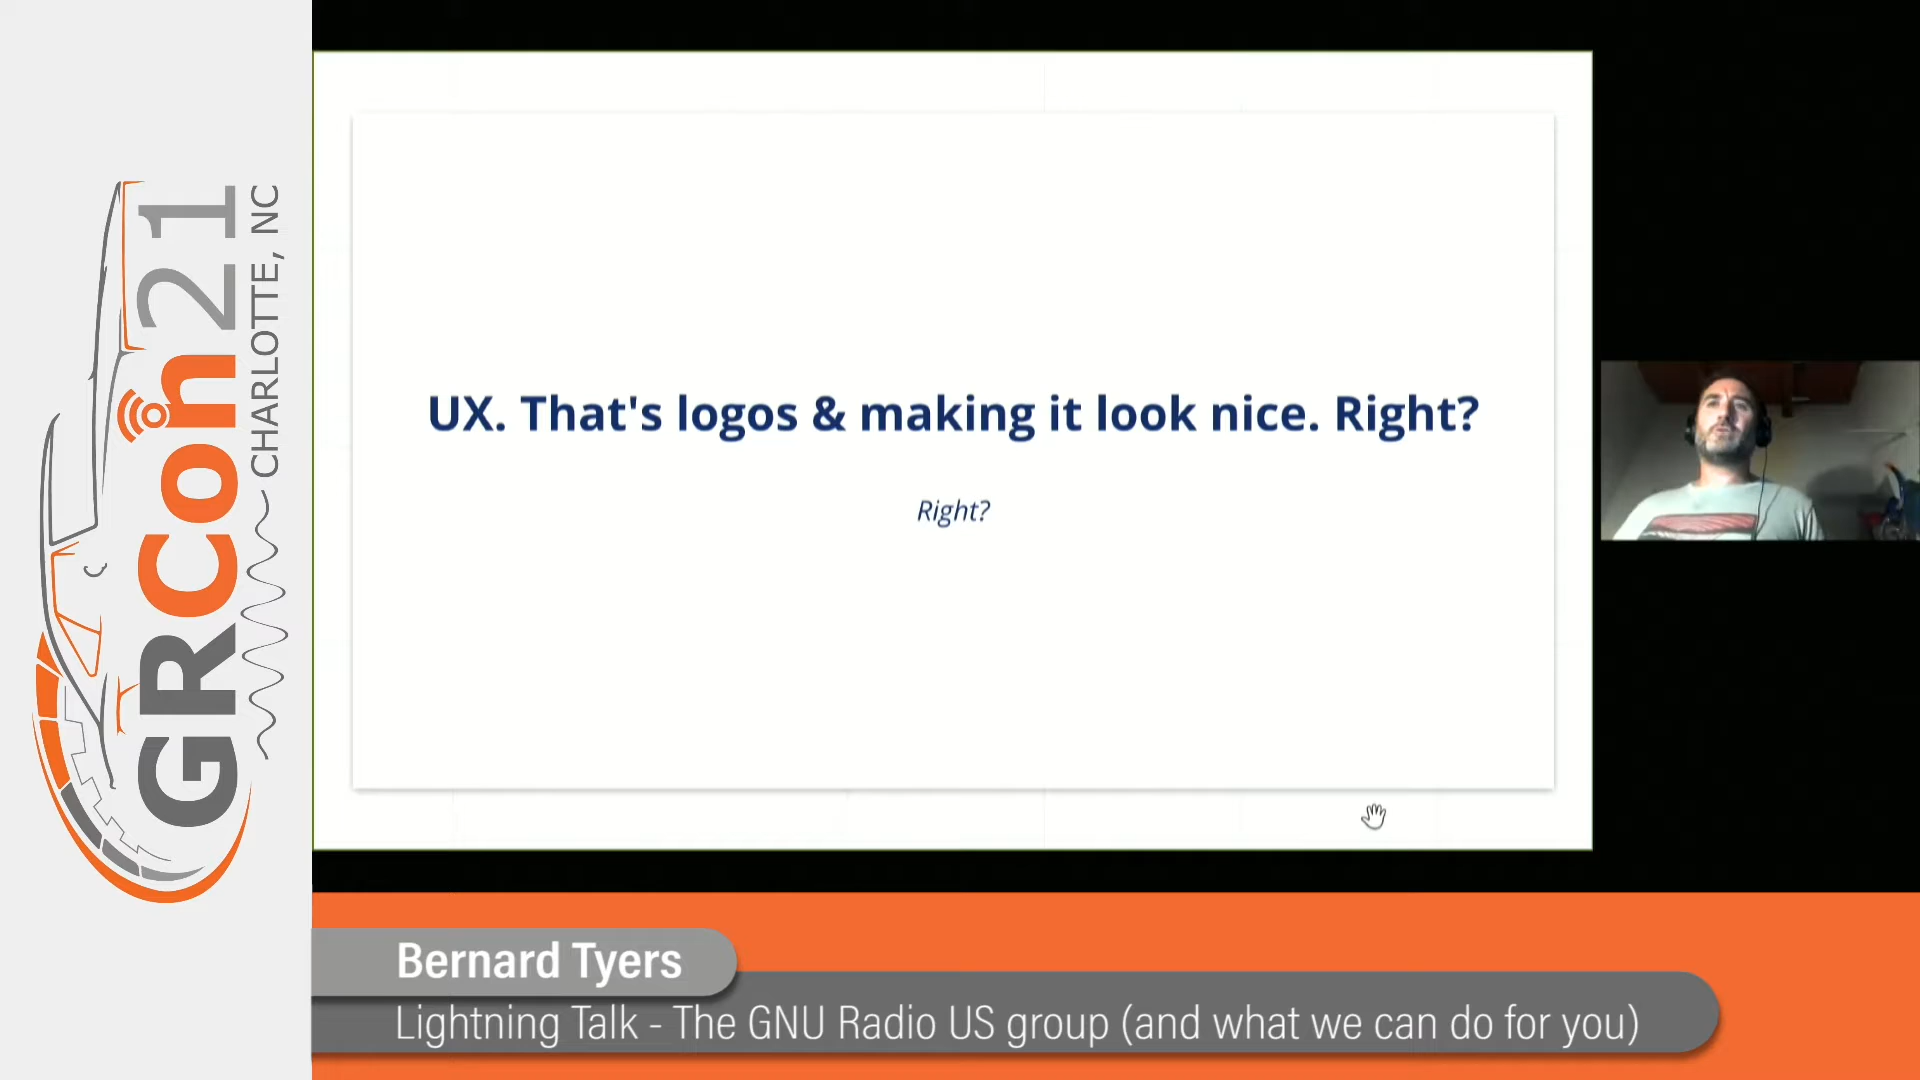 GRCon21
CHARLOTTE, NC
UX. That's logos & making it look nice. Right?
Right?
Bernard Tyers
Lightning Talk - The GNU Radio US group (and what we can do for you)